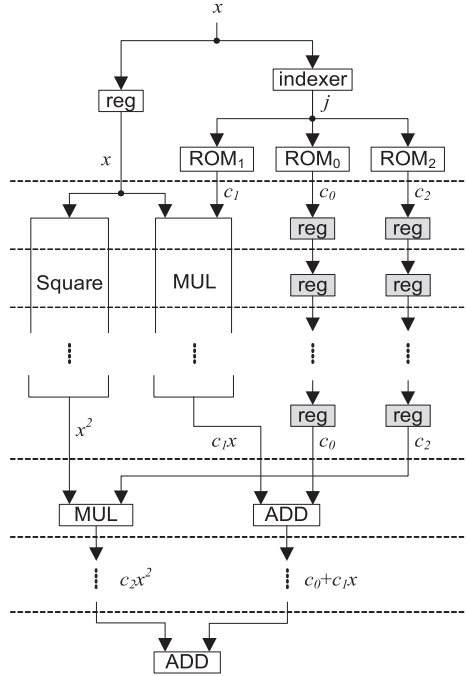 x
indexer
reg
j
x
ROM₁
ROM₀
ROM₂
c₁
c₀
c₂
reg
reg
Square
MUL
reg
reg
reg
reg
x²
c₁x
c₀
c₂
MUL
ADD
c₂x²
c₀+c₁x
ADD